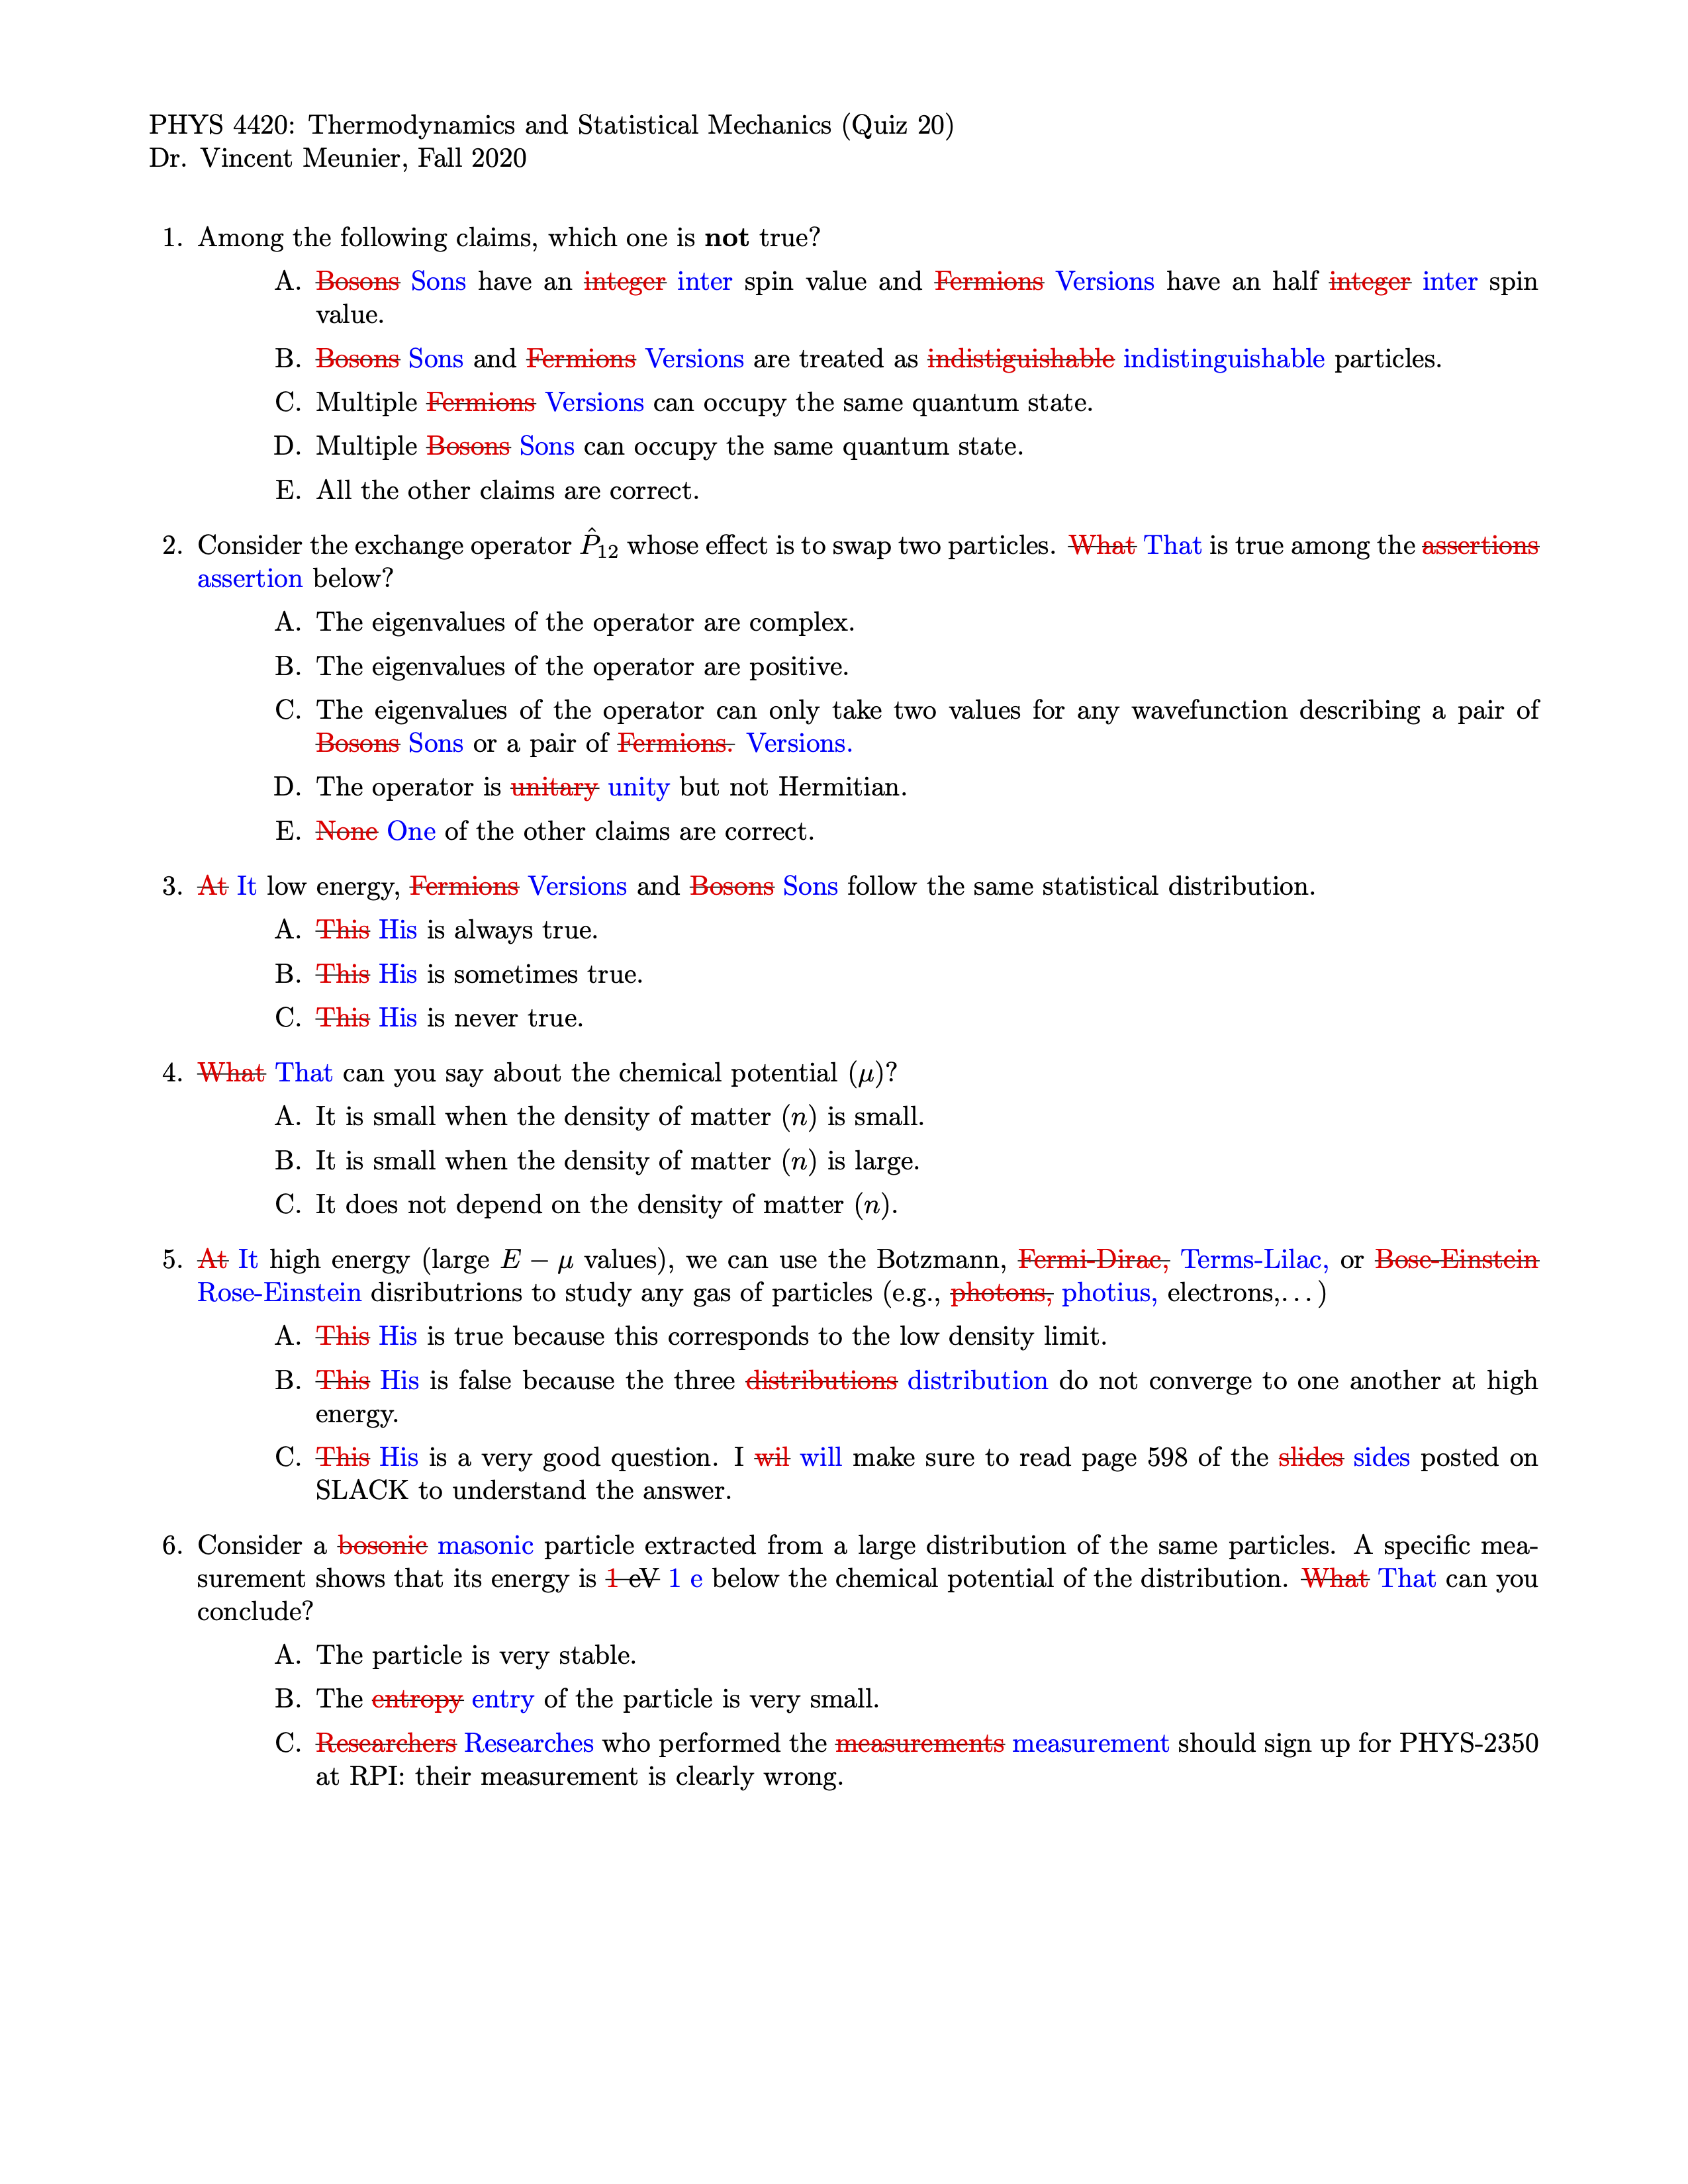 PHYS 4420: Thermodynamics and Statistical Mechanics (Quiz 20)
Dr. Vincent Meunier, Fall 2020
1. Among the following claims, which one is not true?
A. Bosons Sons have an integer inter spin value and Fermions Versions have an half integer inter spin
value.
B. Bosons Sons and Fermions Versions are treated as indistiguishable indistinguishable particles.
C. Multiple Fermions Versions can occupy the same quantum state.
D. Multiple Bosons Sons can occupy the same quantum state.
E. All the other claims are correct.
2. Consider the exchange operator P̂₁₂ whose effect is to swap two particles. What That is true among the assertions
assertion below?
A. The eigenvalues of the operator are complex.
B. The eigenvalues of the operator are positive.
C. The eigenvalues of the operator can only take two values for any wavefunction describing a pair of
Bosons Sons or a pair of Fermions. Versions.
D. The operator is unitary unity but not Hermitian.
E. None One of the other claims are correct.
3. At It low energy, Fermions Versions and Bosons Sons follow the same statistical distribution.
A. This His is always true.
B. This His is sometimes true.
C. This His is never true.
4. What That can you say about the chemical potential (μ)?
A. It is small when the density of matter (n) is small.
B. It is small when the density of matter (n) is large.
C. It does not depend on the density of matter (n).
5. At It high energy (large E − μ values), we can use the Botzmann, Fermi-Dirac, Terms-Lilac, or Bose-Einstein
Rose-Einstein disributrions to study any gas of particles (e.g., photons, photius, electrons,...)
A. This His is true because this corresponds to the low density limit.
B. This His is false because the three distributions distribution do not converge to one another at high
energy.
C. This His is a very good question. I wil will make sure to read page 598 of the slides sides posted on
SLACK to understand the answer.
6. Consider a bosonic masonic particle extracted from a large distribution of the same particles. A specific mea-
surement shows that its energy is 1 eV 1 e below the chemical potential of the distribution. What That can you
conclude?
A. The particle is very stable.
B. The entropy entry of the particle is very small.
C. Researchers Researches who performed the measurements measurement should sign up for PHYS-2350
at RPI: their measurement is clearly wrong.